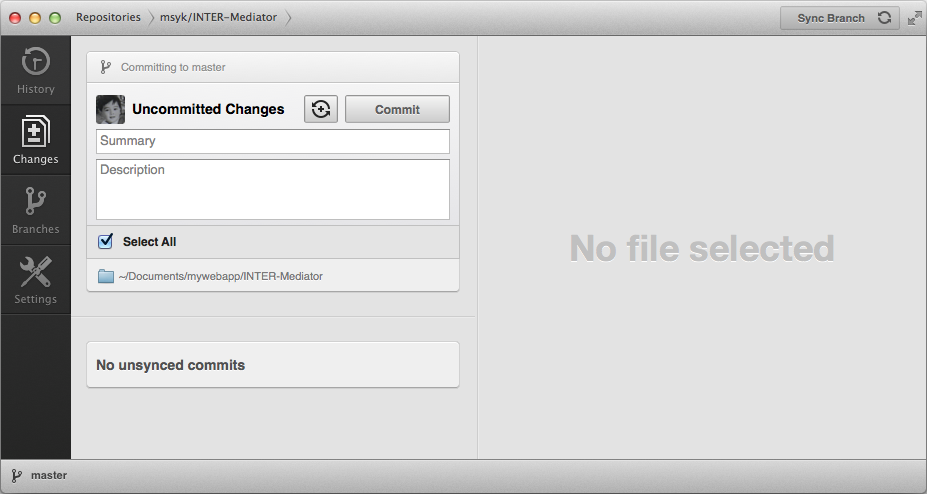 Repositories msyk/INTER-Mediator Sync Branch
History
Changes
Branches
Settings
Committing to master
Uncommitted Changes Commit
Summary
Description
Select All
~/Documents/mywebapp/INTER-Mediator
No unsynced commits
No file selected
master